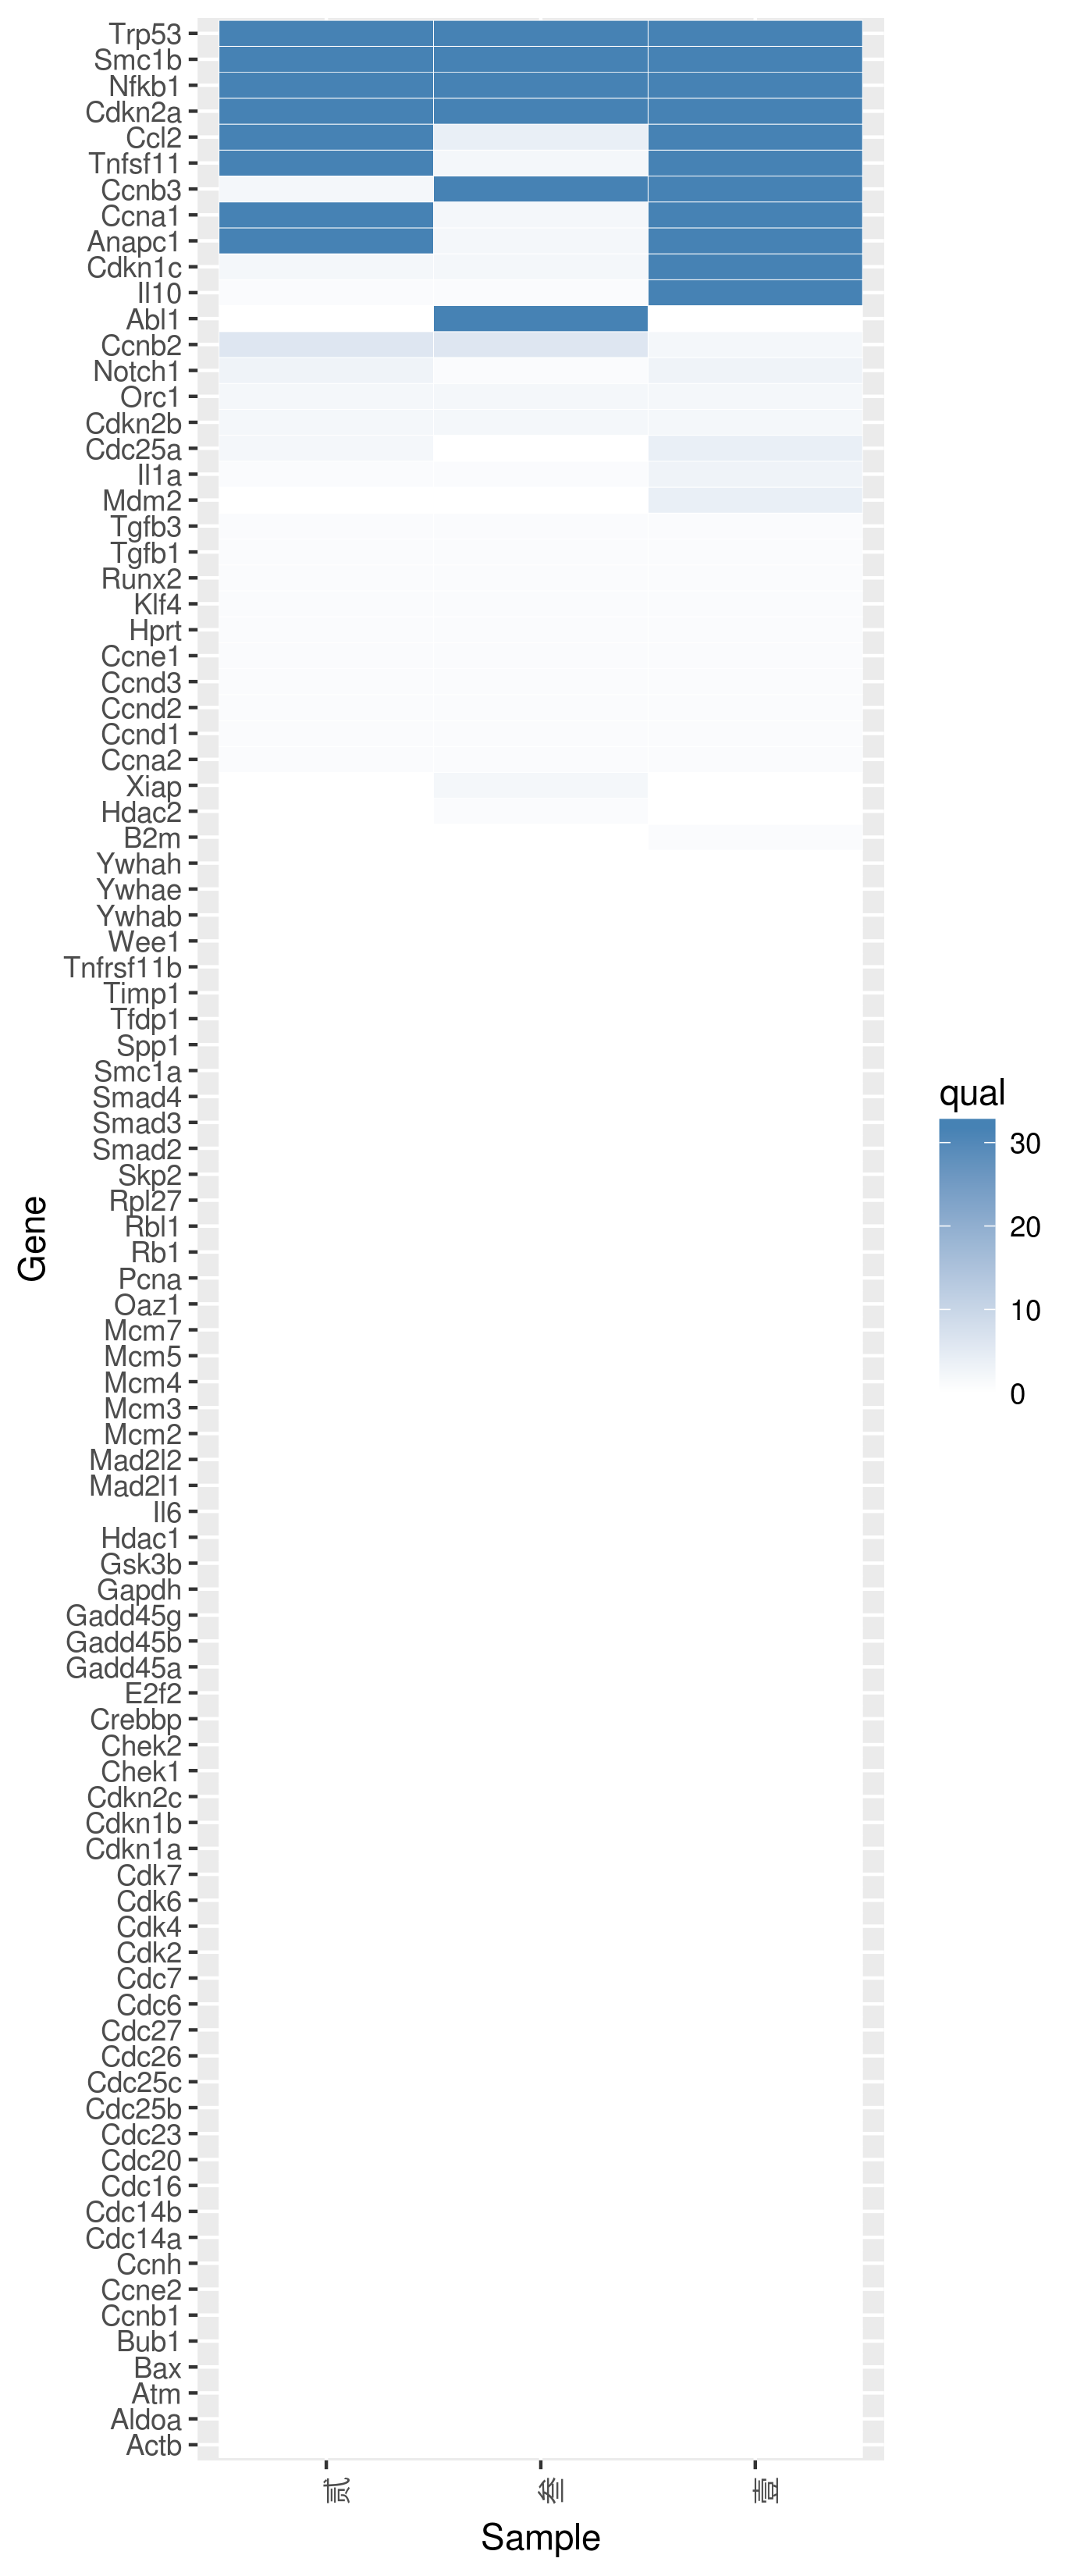 Trp53
Smc1b
Nfkb1
Cdkn2a
Ccl2
Tnfsf11
Ccnb3
Ccna1
Anapc1
Cdkn1c
Il10
Abl1
Ccnb2
Notch1
Orc1
Cdkn2b
Cdc25a
Il1a
Mdm2
Tgfb3
Tgfb1
Runx2
Klf4
Hprt
Ccne1
Ccnd3
Ccnd2
Ccnd1
Ccna2
Xiap
Hdac2
B2m
Ywhah
Ywhae
Ywhab
Wee1
Tnfrsf11b
Timp1
Tfdp1
Spp1
Smc1a
Smad4
Smad3
Smad2
Skp2
Rpl27
Rbl1
Rb1
Pcna
Oaz1
Mcm7
Mcm5
Mcm4
Mcm3
Mcm2
Mad2l2
Mad2l1
Il6
Hdac1
Gsk3b
Gapdh
Gadd45g
Gadd45b
Gadd45a
E2f2
Crebbp
Chek2
Chek1
Cdkn2c
Cdkn1b
Cdkn1a
Cdk7
Cdk6
Cdk4
Cdk2
Cdc7
Cdc6
Cdc27
Cdc26
Cdc25c
Cdc25b
Cdc23
Cdc20
Cdc16
Cdc14b
Cdc14a
Ccnh
Ccne2
Ccnb1
Bub1
Bax
Atm
Aldoa
Actb
Gene
贰 叁 壹
Sample
qual
30
20
10
0